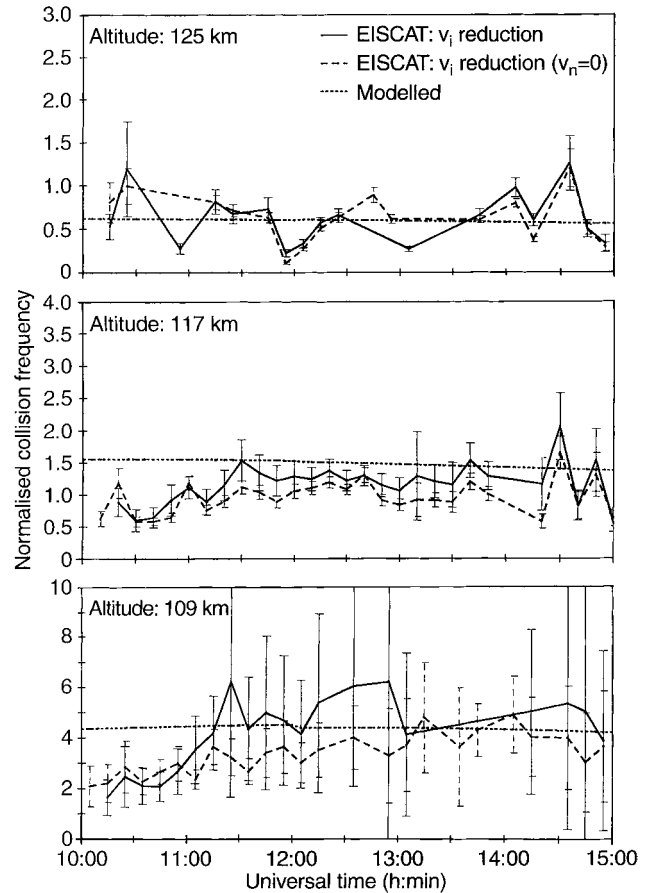 Altitude: 125 km
EISCAT: vi reduction
EISCAT: vi reduction (vn=0)
Modelled
3.0
2.5
2.0
1.5
1.0
0.5
0
Normalised collision frequency
Altitude: 117 km
4.0
3.5
3.0
2.5
2.0
1.5
1.0
0.5
0
Altitude: 109 km
10
8
6
4
2
0
10:00 11:00 12:00 13:00 14:00 15:00
Universal time (h:min)